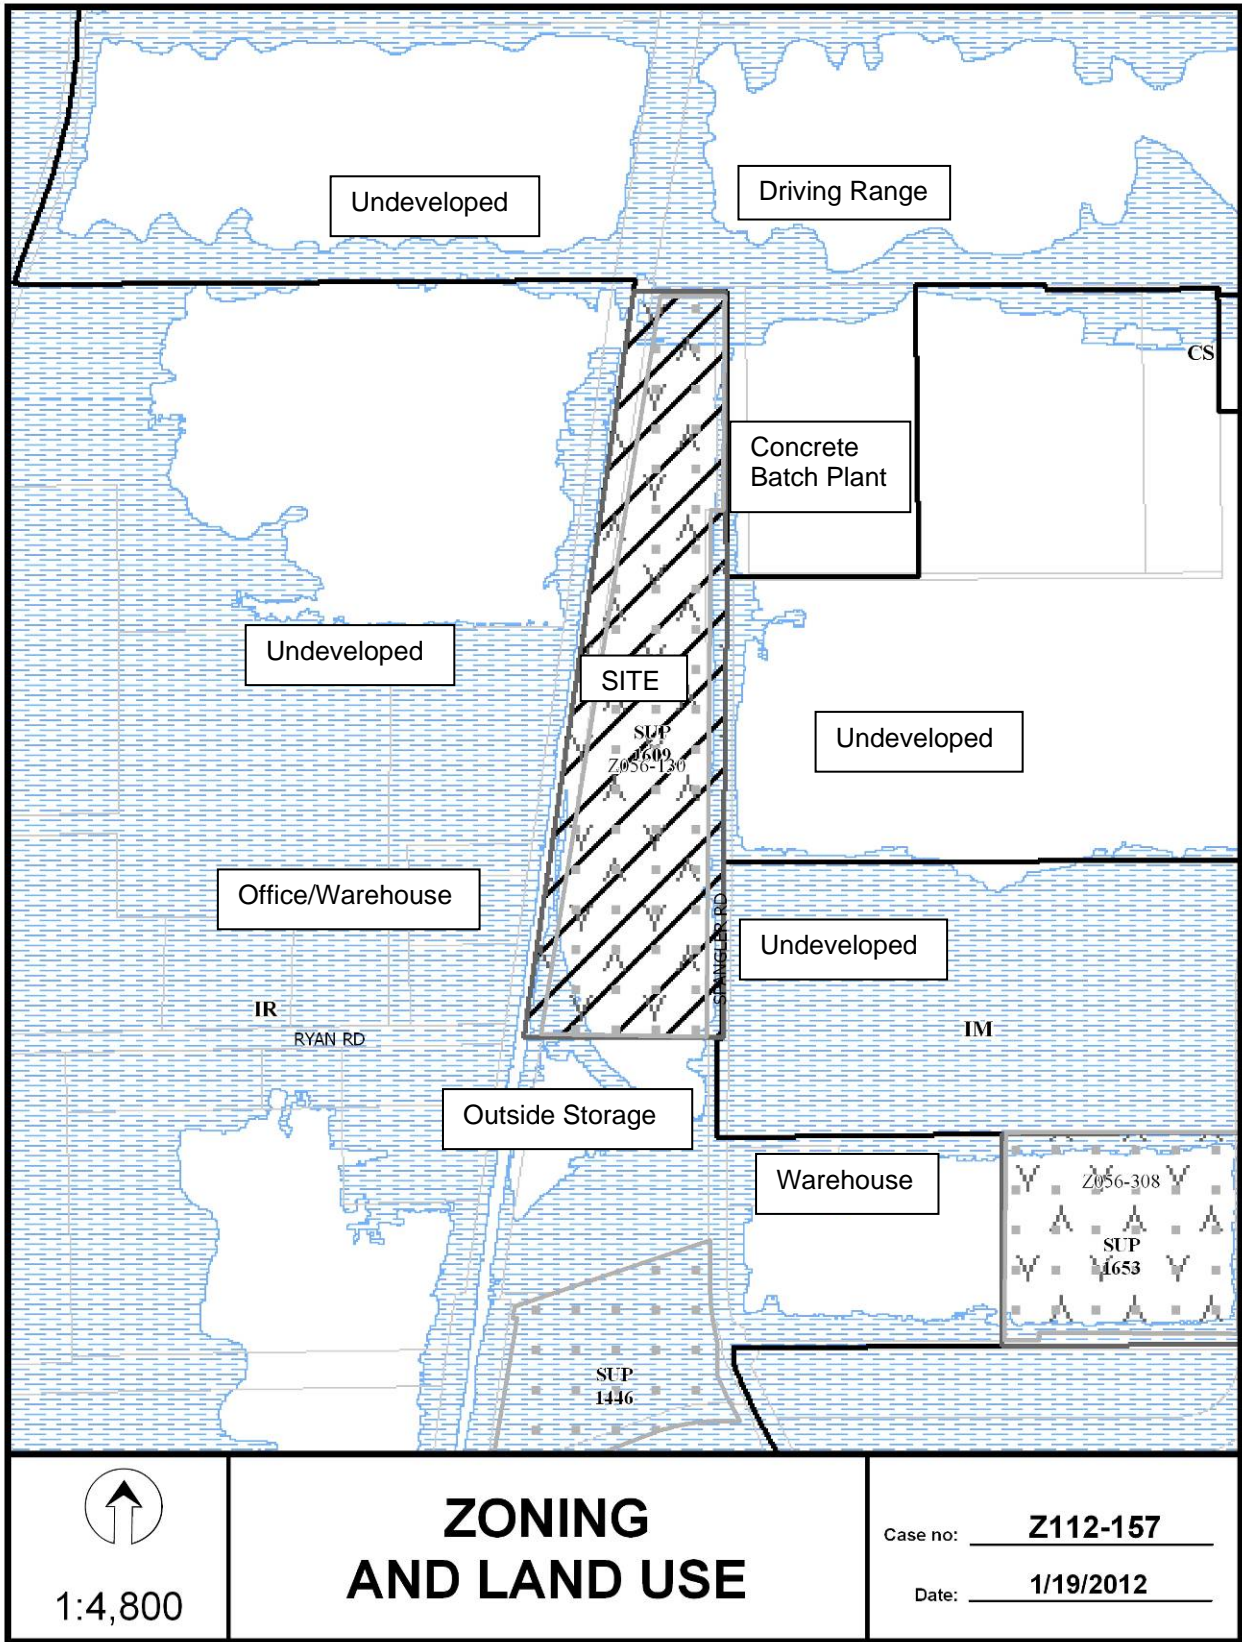 Undeveloped
Driving Range
CS
Concrete
Batch Plant
Undeveloped
SITE
SUP
1609
Z056-130
Undeveloped
Office/Warehouse
SPANGLER RD
Undeveloped
IR
RYAN RD
IM
Outside Storage
Warehouse
Z056-308
SUP
1653
SUP
1446
1:4,800
ZONING
AND LAND USE
Case no: Z112-157
Date: 1/19/2012